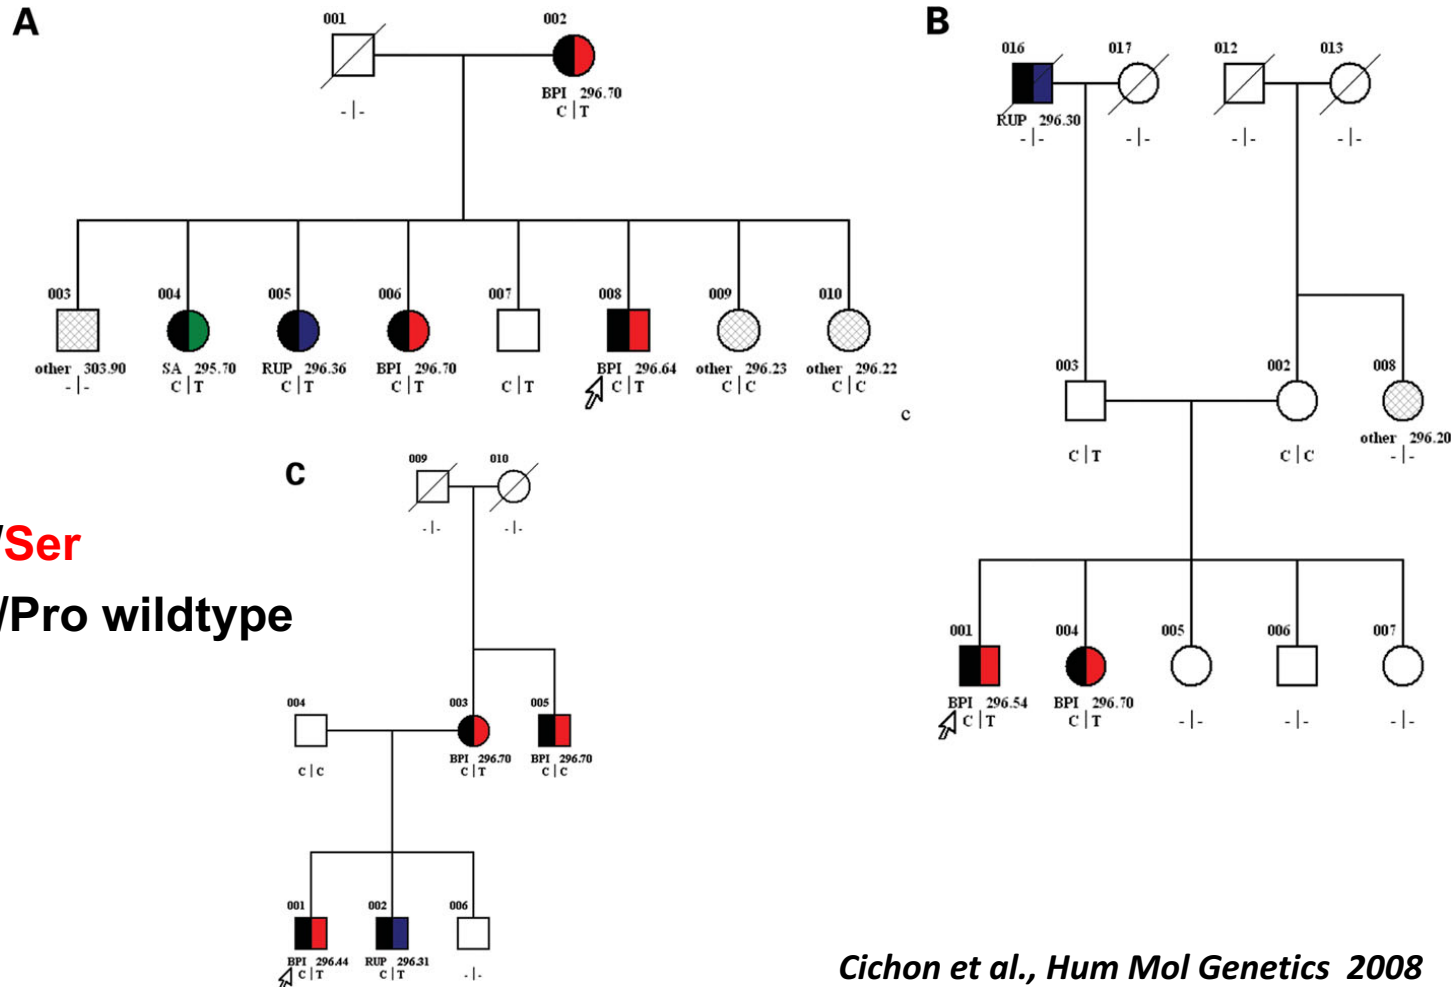 A
001 002
- | -
BPI 296.70
C | T
003 004 005 006 007 008 009 010
other 303.90 SA 295.70 RUP 296.36 BPI 296.70 BPI 296.64 other 296.23 other 296.22
- | - C | T C | T C | T C | T C | T C | C C | C
c
B
016 017 012 013
RUP 296.30
- | - - | - - | - - | -
003 002 008
other 296.20
C | T C | C - | -
001 004 005 006 007
BPI 296.54 BPI 296.70
C | T C | T - | - - | - - | -
C
009 010
- | - - | -
/Ser
/Pro wildtype
004 003 005
BPI 296.70 BPI 296.70
C | C C | T C | C
001 002 006
BPI 296.44 RUP 296.31
C | T C | T - | -
Cichon et al., Hum Mol Genetics 2008